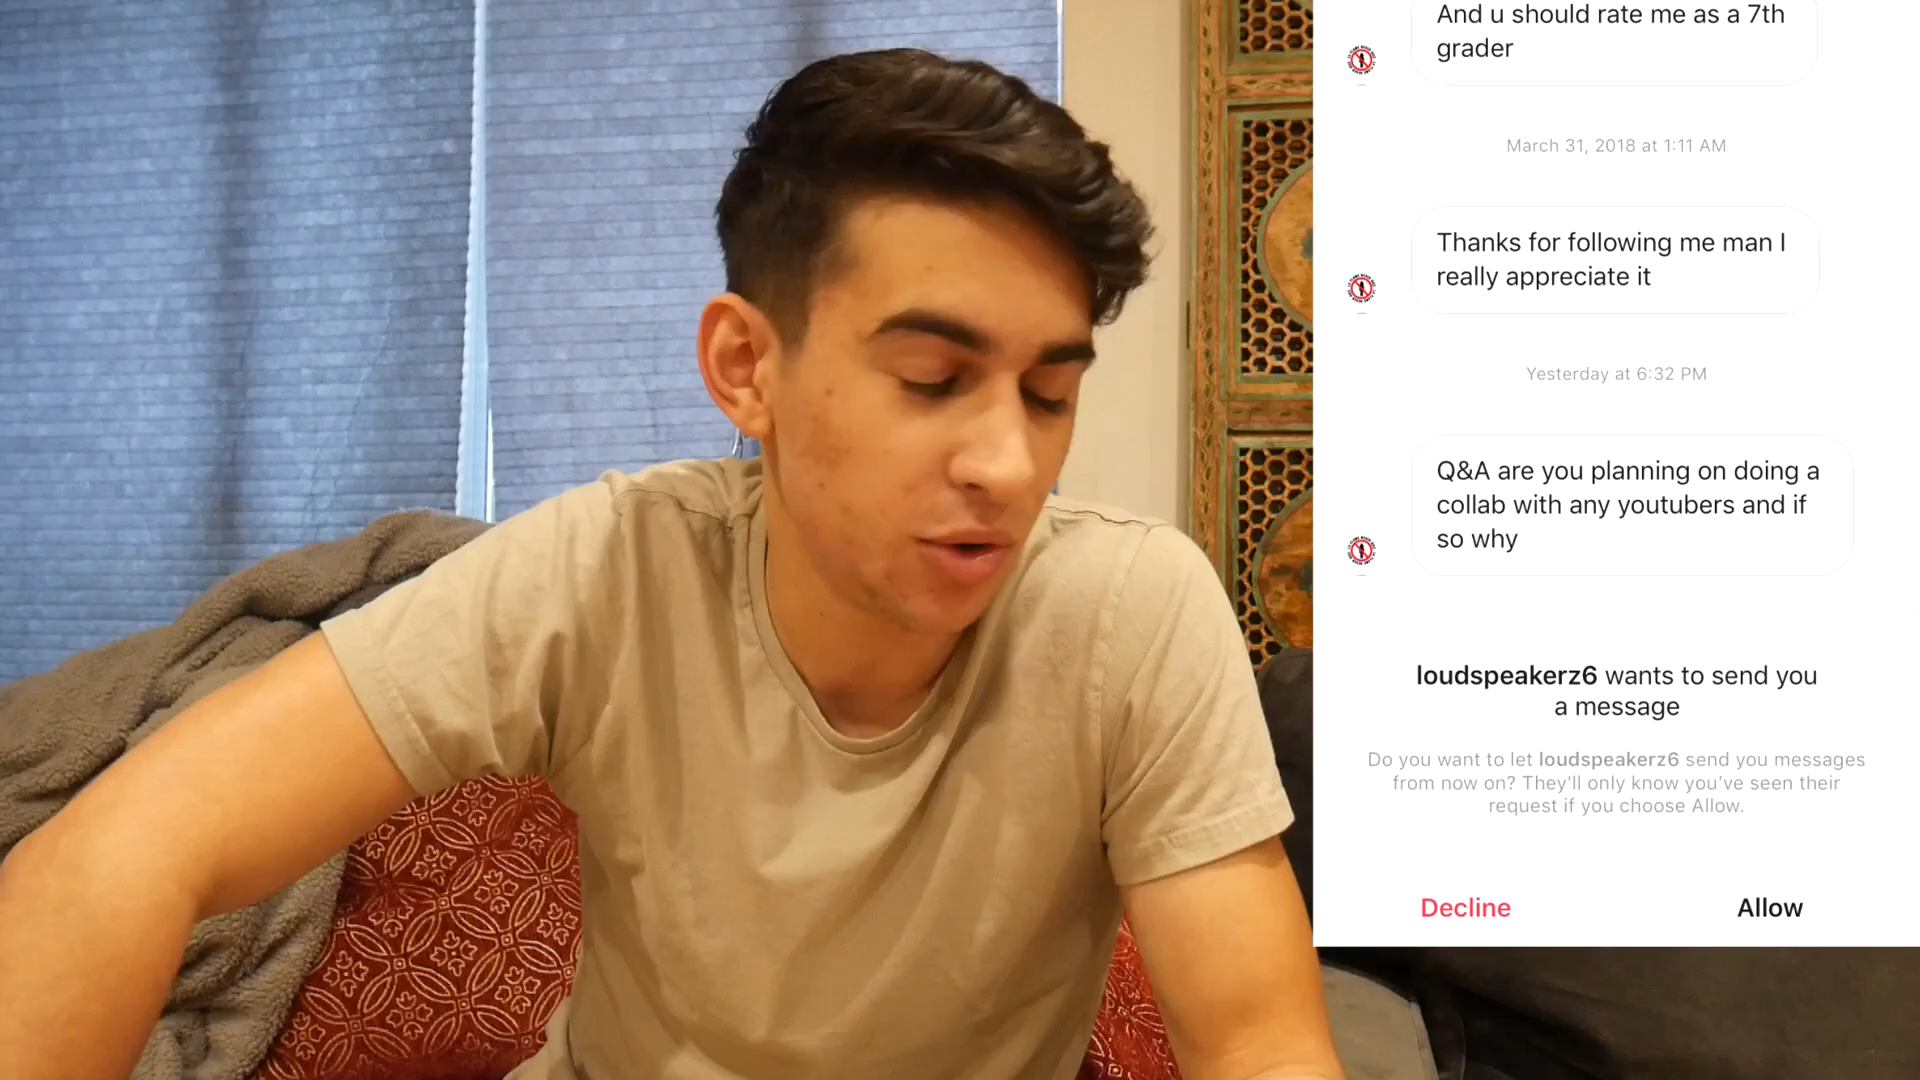 And u should rate me as a 7th
grader
March 31, 2018 at 1:11 AM
Thanks for following me man I
really appreciate it
Yesterday at 6:32 PM
Q&A are you planning on doing a
collab with any youtubers and if
so why
loudspeakerz6 wants to send you
a message
Do you want to let loudspeakerz6 send you messages
from now on? They'll only know you've seen their
request if you choose Allow.
Decline
Allow